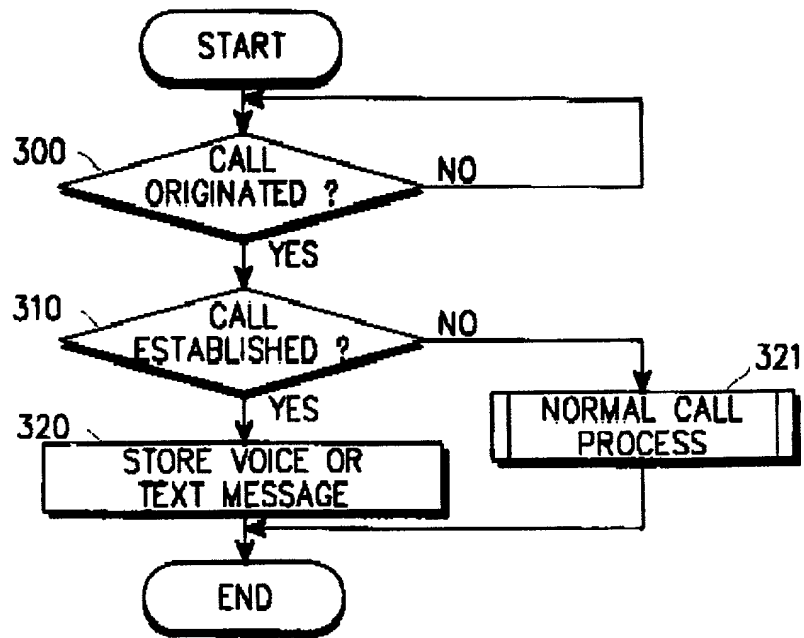 START
300
CALL
ORIGINATED ?
NO
YES
310
CALL
ESTABLISHED ?
NO
YES
321
NORMAL CALL
PROCESS
320
STORE VOICE OR
TEXT MESSAGE
END